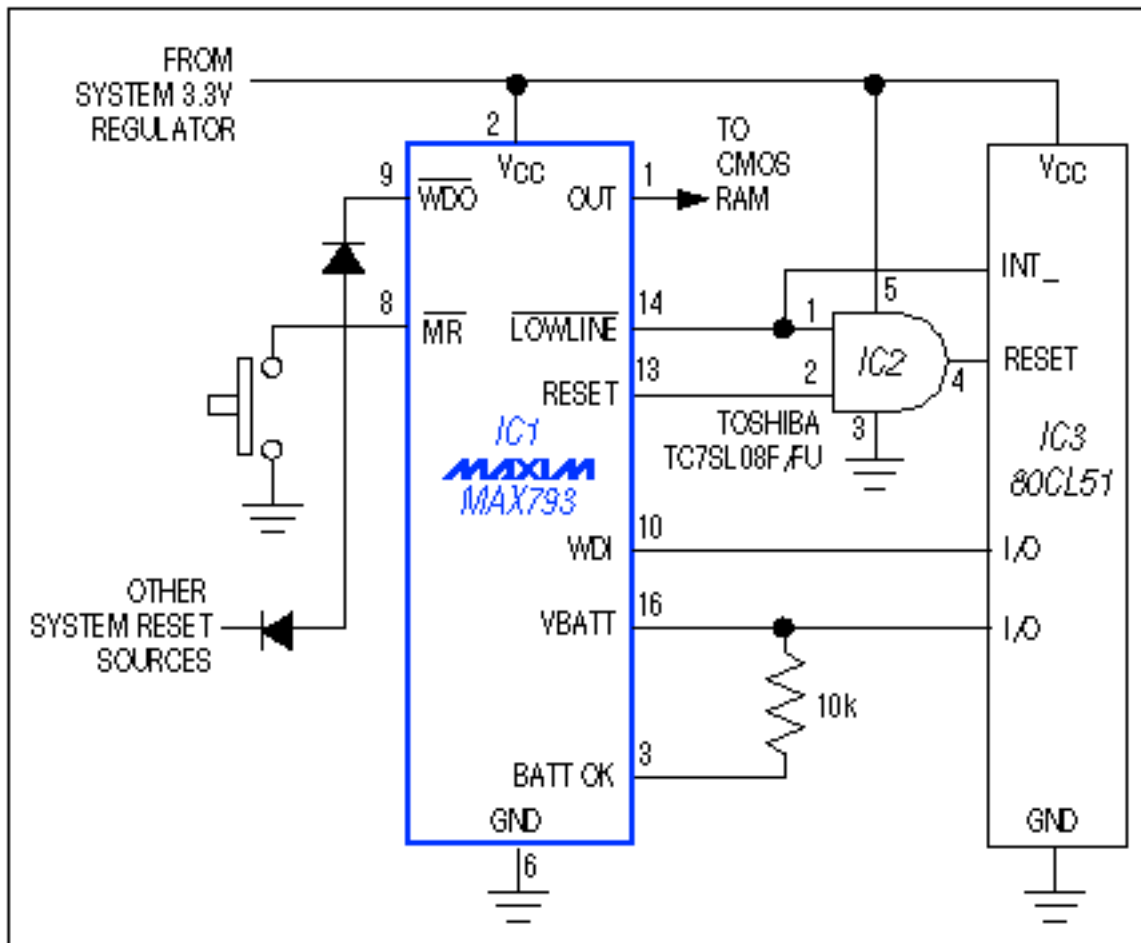 FROM
SYSTEM 3.3V
REGULATOR
2
VCC
9
WDO
OUT
1
TO
CMOS
RAM
VCC
INT_
8
MR
LOWLINE
14
1
5
IC2
4
RESET
RESET
13
2
3
TOSHIBA
TC7SL08F/FU
IC1
MAXIM
MAX793
IC3
80CL51
WDI
10
I/O
OTHER
SYSTEM RESET
SOURCES
VBATT
16
I/O
10k
BATT OK
3
GND
6
GND